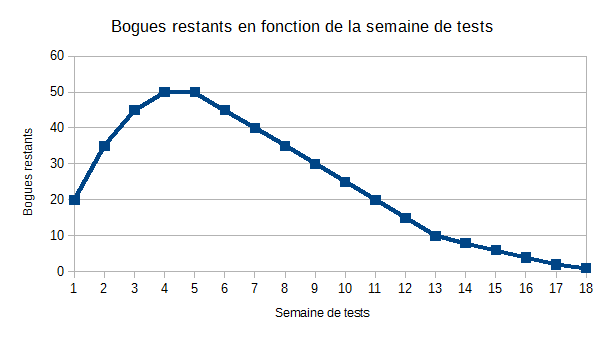 Bogues restants en fonction de la semaine de tests
60
50
40
30
20
10
0
Bogues restants
1 2 3 4 5 6 7 8 9 10 11 12 13 14 15 16 17 18
Semaine de tests